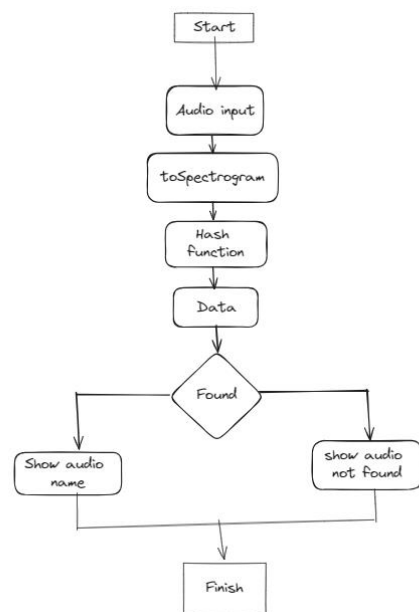 Start
Audio input
toSpectrogram
Hash
function
Data
Found
Show audio
name
show audio
not found
Finish